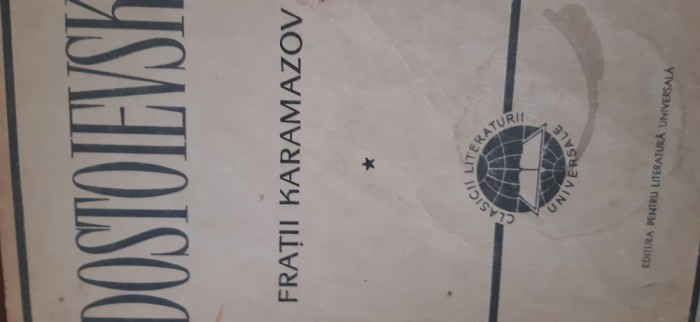 DOSTOIEVSK
FRAȚII KARAMAZOV
★
CLASICII LITERATURII
UNIVERSALE
EDITURA PENTRU LITERATURĂ UNIVERSALĂ